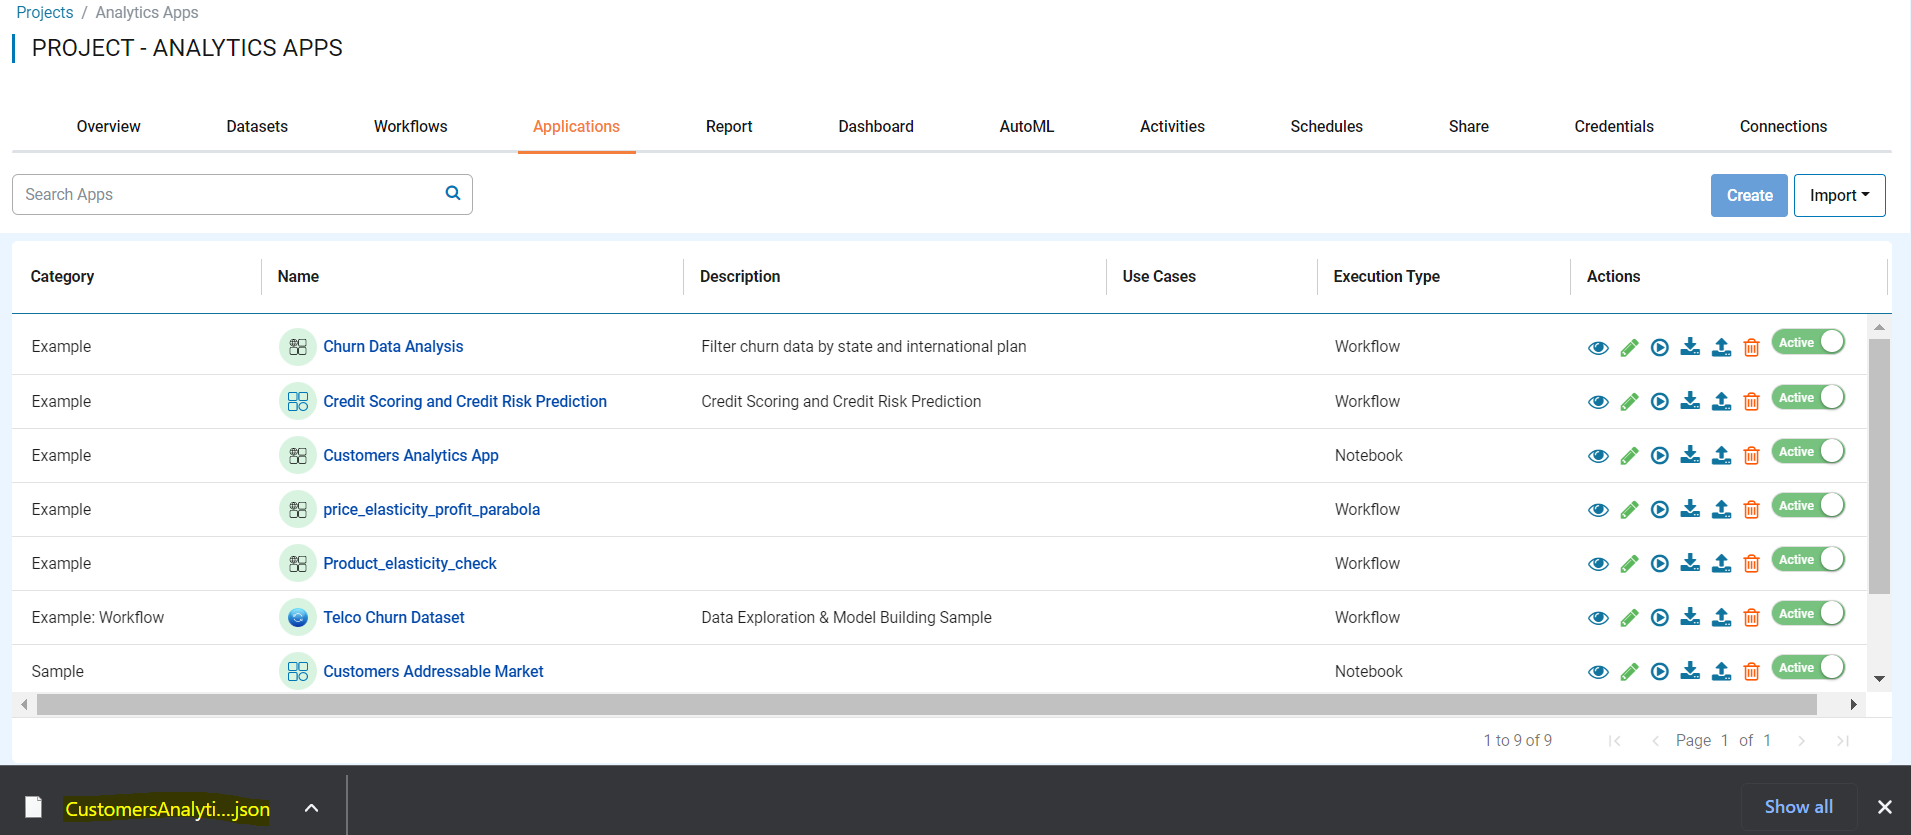 Projects / Analytics Apps
PROJECT - ANALYTICS APPS
Overview Datasets Workflows Applications Report Dashboard AutoML Activities Schedules Share Credentials Connections
Search Apps Create Import
Category Name Description Use Cases Execution Type Actions
Example Churn Data Analysis Filter churn data by state and international plan Workflow Active
Example Credit Scoring and Credit Risk Prediction Credit Scoring and Credit Risk Prediction Workflow Active
Example Customers Analytics App Notebook Active
Example price_elasticity_profit_parabola Workflow Active
Example Product_elasticity_check Workflow Active
Example: Workflow Telco Churn Dataset Data Exploration & Model Building Sample Workflow Active
Sample Customers Addressable Market Notebook Active
1 to 9 of 9 Page 1 of 1
CustomersAnalyti....json Show all